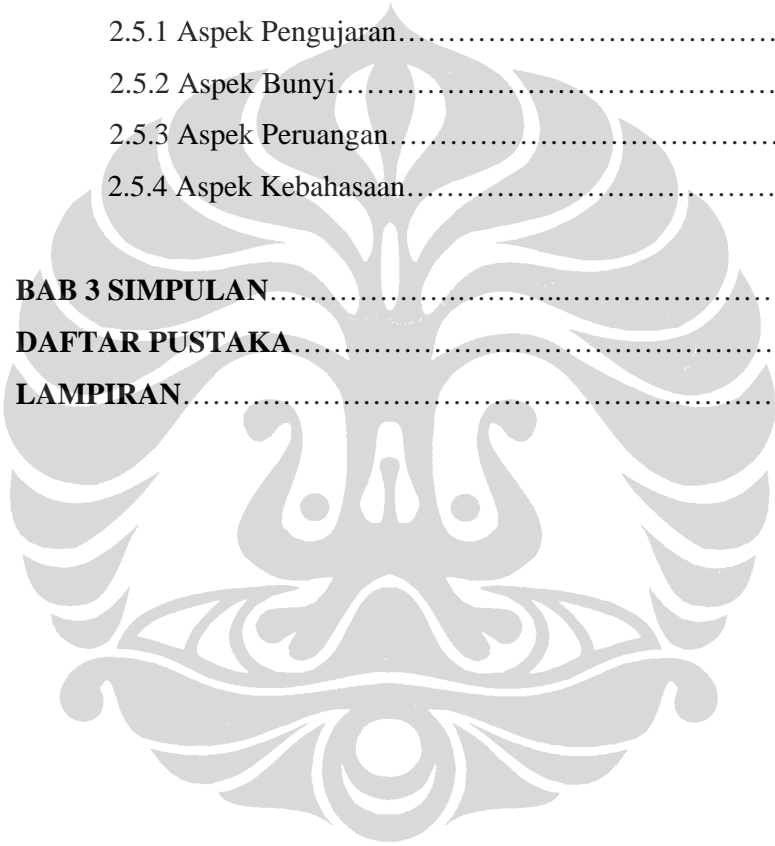 2.5.1 Aspek Pengujaran……………………………
2.5.2 Aspek Bunyi……………………………………
2.5.3 Aspek Peruangan………………………………
2.5.4 Aspek Kebahasaan……………………………
BAB 3 SIMPULAN………………………...…………………
DAFTAR PUSTAKA…………………………………………
LAMPIRAN……………………………………………………